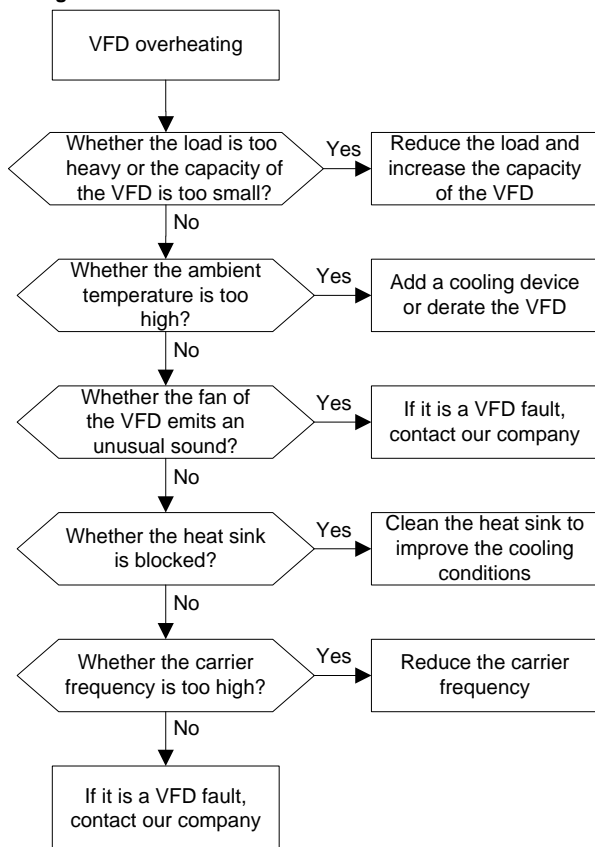 VFD overheating
Whether the load is too
heavy or the capacity of
the VFD is too small?
Yes
Reduce the load and
increase the capacity
of the VFD
No
Whether the ambient
temperature is too
high?
Yes
Add a cooling device
or derate the VFD
No
Whether the fan of
the VFD emits an
unusual sound?
Yes
If it is a VFD fault,
contact our company
No
Whether the heat sink
is blocked?
Yes
Clean the heat sink to
improve the cooling
conditions
No
Whether the carrier
frequency is too high?
Yes
Reduce the carrier
frequency
No
If it is a VFD fault,
contact our company